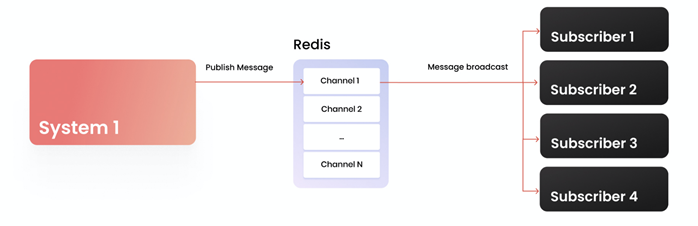 Redis
System 1
Publish Message
Channel 1
Channel 2
...
Channel N
Message broadcast
Subscriber 1
Subscriber 2
Subscriber 3
Subscriber 4